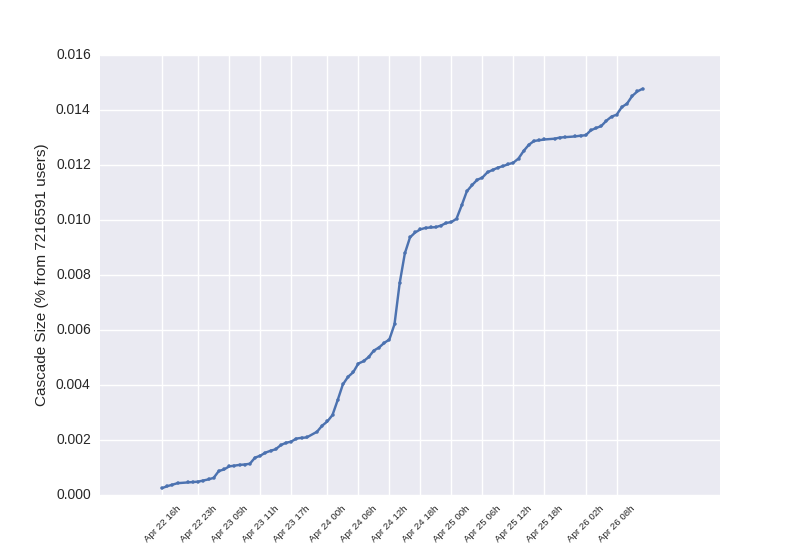 0.016
0.014
0.012
0.010
0.008
0.006
0.004
0.002
0.000
Cascade Size (% from 7216591 users)
Apr 22 16h
Apr 22 23h
Apr 23 05h
Apr 23 11h
Apr 23 17h
Apr 24 00h
Apr 24 06h
Apr 24 12h
Apr 24 18h
Apr 25 00h
Apr 25 06h
Apr 25 12h
Apr 25 18h
Apr 26 02h
Apr 26 08h